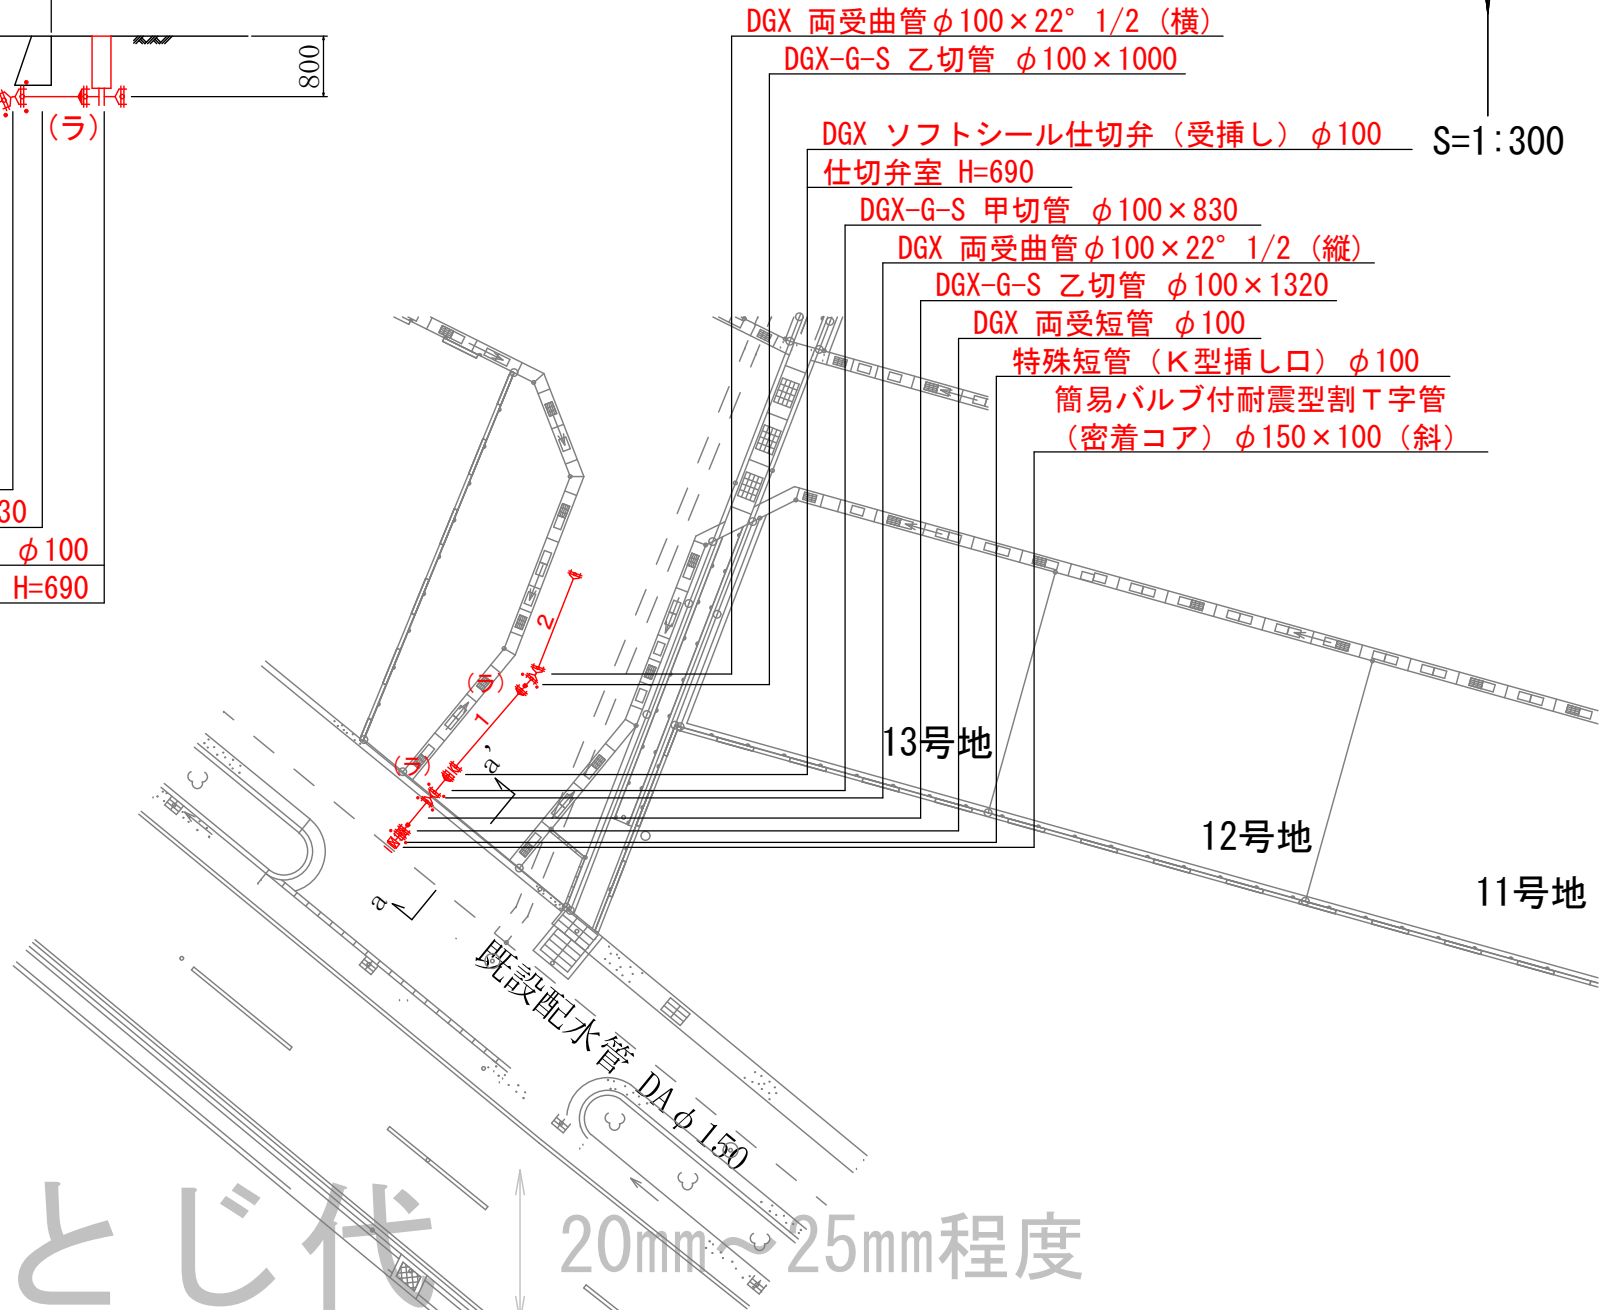 DGX 両受曲管φ100×22° 1/2 (横)
DGX-G-S 乙切管 φ100×1000
800
(ラ)
DGX ソフトシール仕切弁（受挿し）φ100
S=1:300
仕切弁室 H=690
DGX-G-S 甲切管 φ100×830
DGX 両受曲管φ100×22° 1/2 (縦)
DGX-G-S 乙切管 φ100×1320
DGX 両受短管 φ100
特殊短管（Ｋ型挿し口）φ100
簡易バルブ付耐震型割Ｔ字管
（密着コア）φ150×100（斜）
30
φ100
H=690
2
(ラ)
1
(ラ)
a’
a
13号地
12号地
11号地
既設配水管 DAφ150
とじ代
20mm～25mm程度